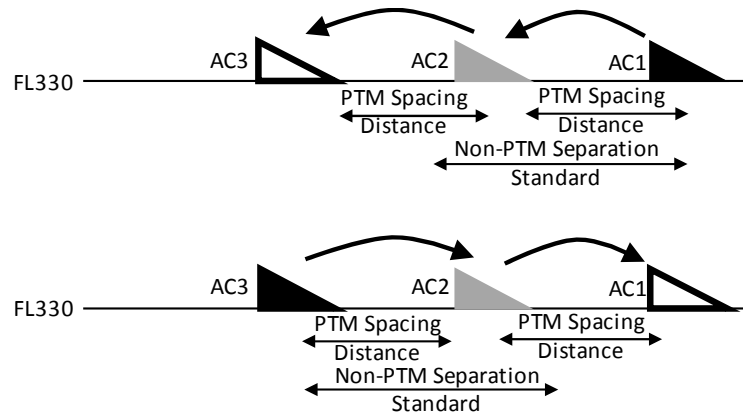 AC3
AC2
AC1
FL330
PTM Spacing
Distance
PTM Spacing
Distance
Non-PTM Separation
Standard
AC3
AC2
AC1
FL330
PTM Spacing
Distance
PTM Spacing
Distance
Non-PTM Separation
Standard